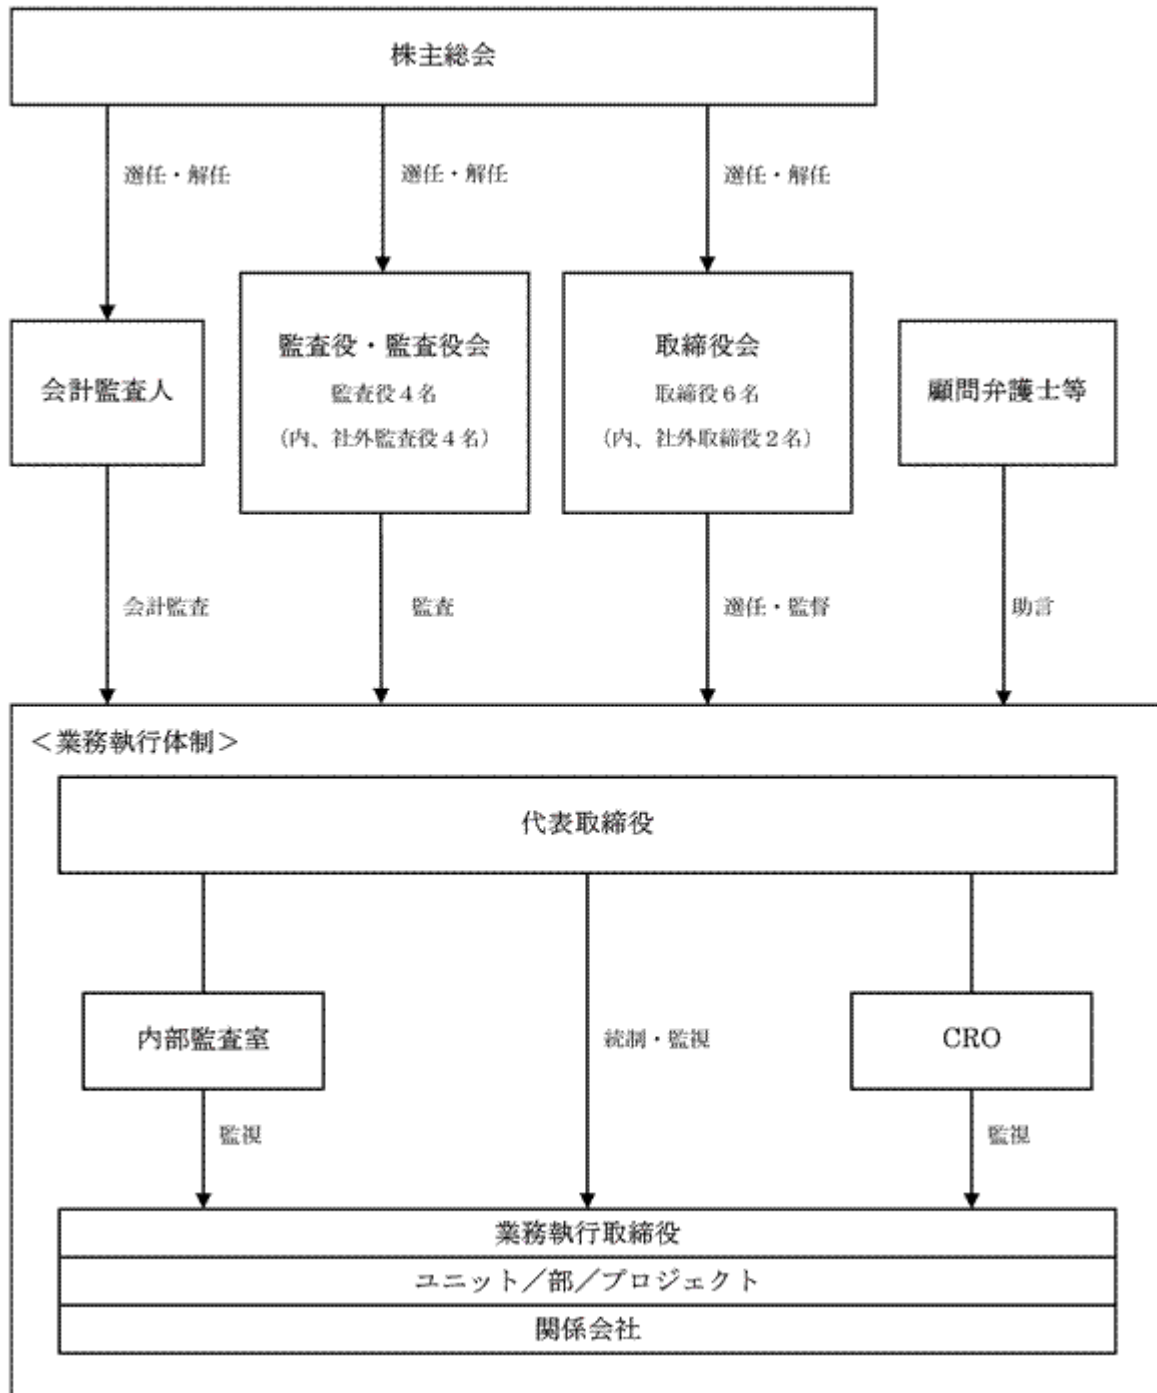 株主総会
選任・解任
選任・解任
選任・解任
会計監査人
監査役・監査役会
監査役４名
（内、社外監査役４名）
取締役会
取締役６名
（内、社外取締役２名）
顧問弁護士等
会計監査
監査
選任・監督
助言
＜業務執行体制＞
代表取締役
内部監査室
統制・監視
CRO
監視
監視
業務執行取締役
ユニット／部／プロジェクト
関係会社